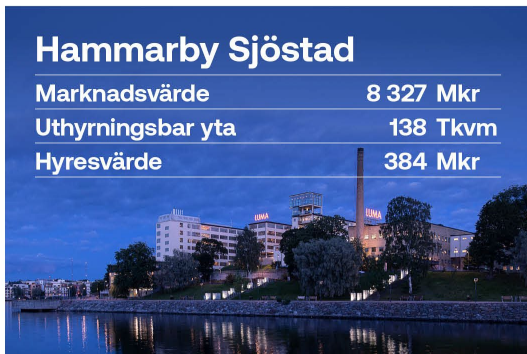 Hammarby Sjöstad
Marknadsvärde 8 327 Mkr
Uthyrningsbar yta 138 Tkvm
Hyresvärde 384 Mkr
LUMA
LUMA